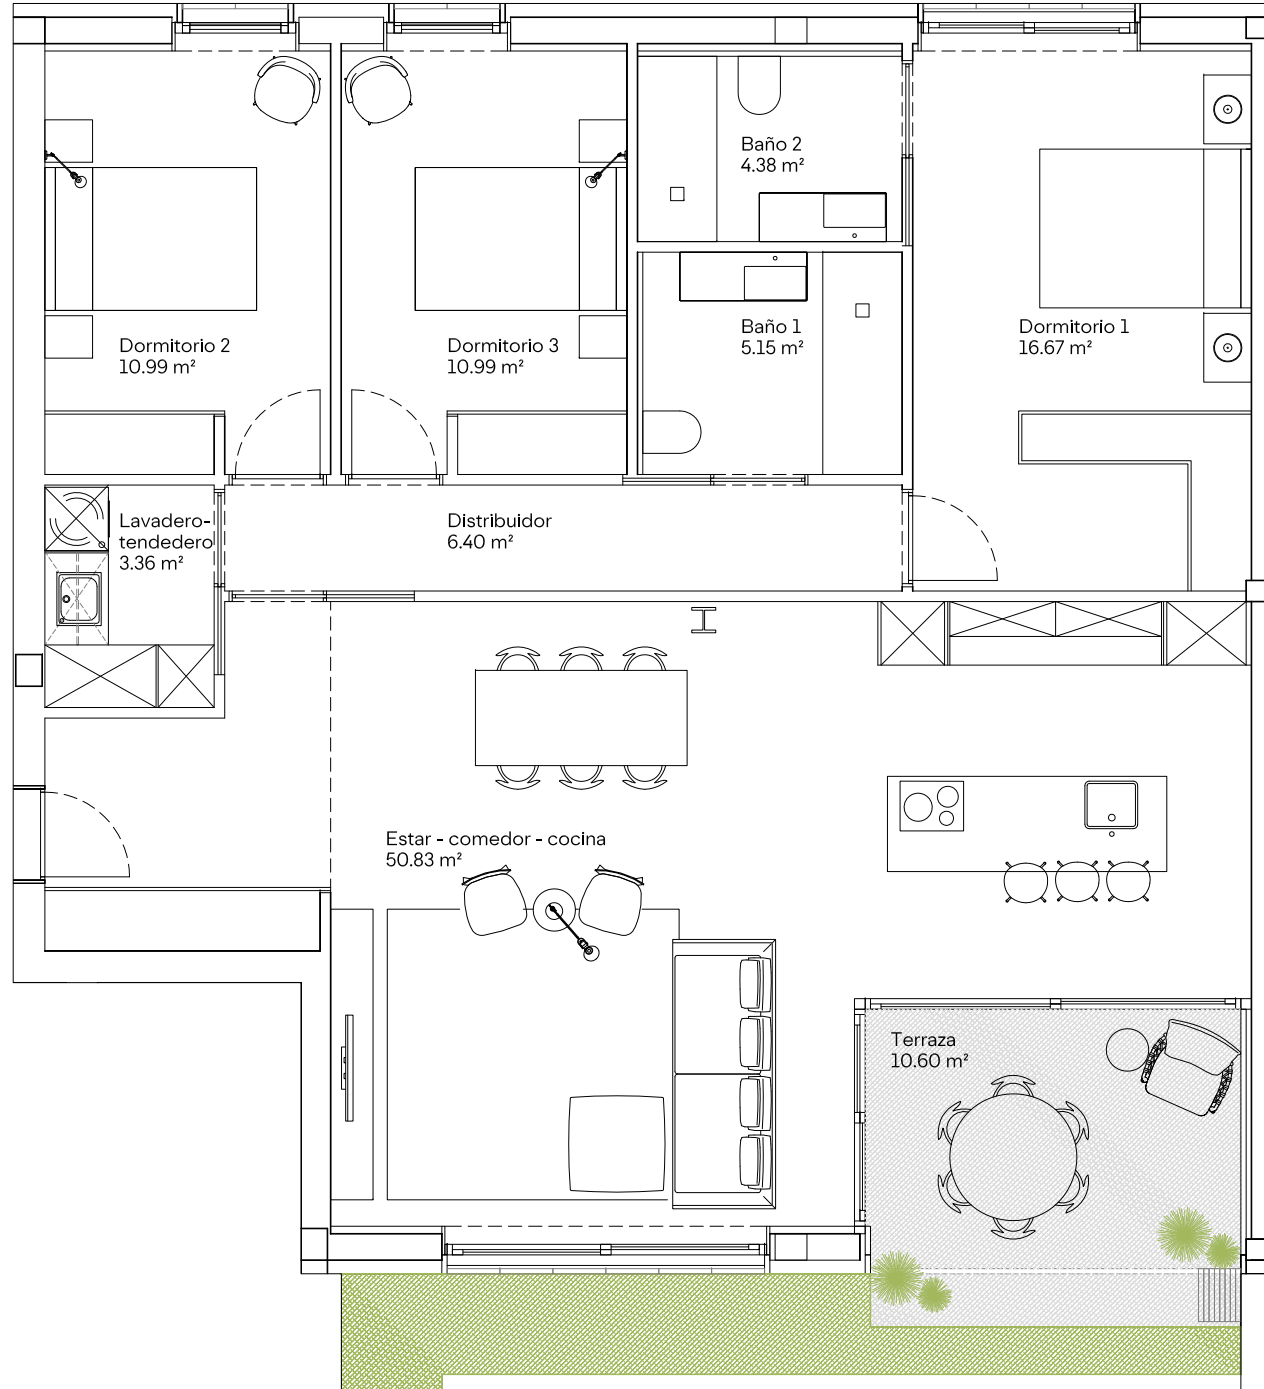 Baño 2
4.38 m²
Baño 1
5.15 m²
Dormitorio 1
16.67 m²
Dormitorio 2
10.99 m²
Dormitorio 3
10.99 m²
Lavadero-
tendedero
3.36 m²
Distribuidor
6.40 m²
Estar - comedor - cocina
50.83 m²
Terraza
10.60 m²